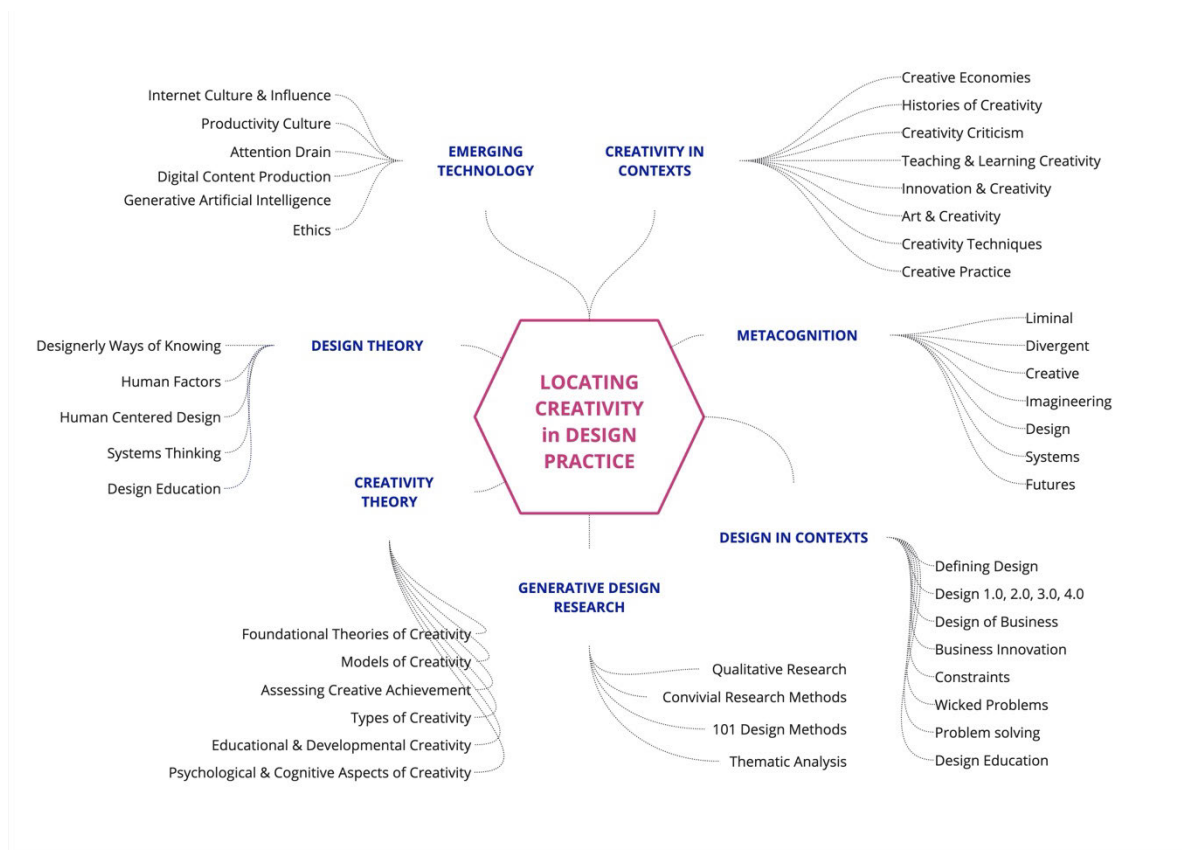 Internet Culture & Influence
Productivity Culture
Attention Drain
Digital Content Production
Generative Artificial Intelligence
Ethics
EMERGING
TECHNOLOGY
CREATIVITY IN
CONTEXTS
Creative Economies
Histories of Creativity
Creativity Criticism
Teaching & Learning Creativity
Innovation & Creativity
Art & Creativity
Creativity Techniques
Creative Practice
Designerly Ways of Knowing
Human Factors
Human Centered Design
Systems Thinking
Design Education
DESIGN THEORY
LOCATING
CREATIVITY
in DESIGN
PRACTICE
METACOGNITION
Liminal
Divergent
Creative
Imagineering
Design
Systems
Futures
CREATIVITY
THEORY
Foundational Theories of Creativity
Models of Creativity
Assessing Creative Achievement
Types of Creativity
Educational & Developmental Creativity
Psychological & Cognitive Aspects of Creativity
GENERATIVE DESIGN
RESEARCH
Qualitative Research
Convivial Research Methods
101 Design Methods
Thematic Analysis
DESIGN IN CONTEXTS
Defining Design
Design 1.0, 2.0, 3.0, 4.0
Design of Business
Business Innovation
Constraints
Wicked Problems
Problem solving
Design Education